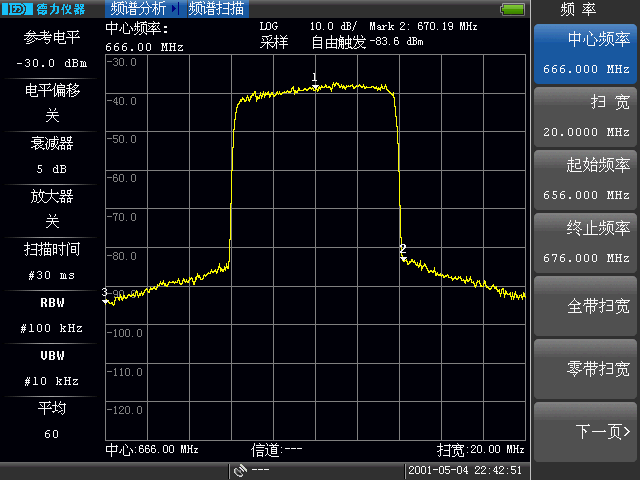 德力仪器 频谱分析 频谱扫描
频 率
参考电平
-30.0 dBm
电平偏移
关
衰减器
5 dB
放大器
关
扫描时间
#30 ms
RBW
#100 kHz
VBW
#10 kHz
平均
60
中心频率:
666.00 MHz
LOG 10.0 dB/ Mark 2: 670.19 MHz
采样 自由触发 -83.6 dBm
-30.0
-40.0
-50.0
-60.0
-70.0
-80.0
-90.0
-100.0
-110.0
-120.0
1
2
3
中心:666.00 MHz 信道:--- 扫宽:20.00 MHz
---
2001-05-04 22:42:51
中心频率
666.000 MHz
扫 宽
20.0000 MHz
起始频率
656.000 MHz
终止频率
676.000 MHz
全带扫宽
零带扫宽
下一页>